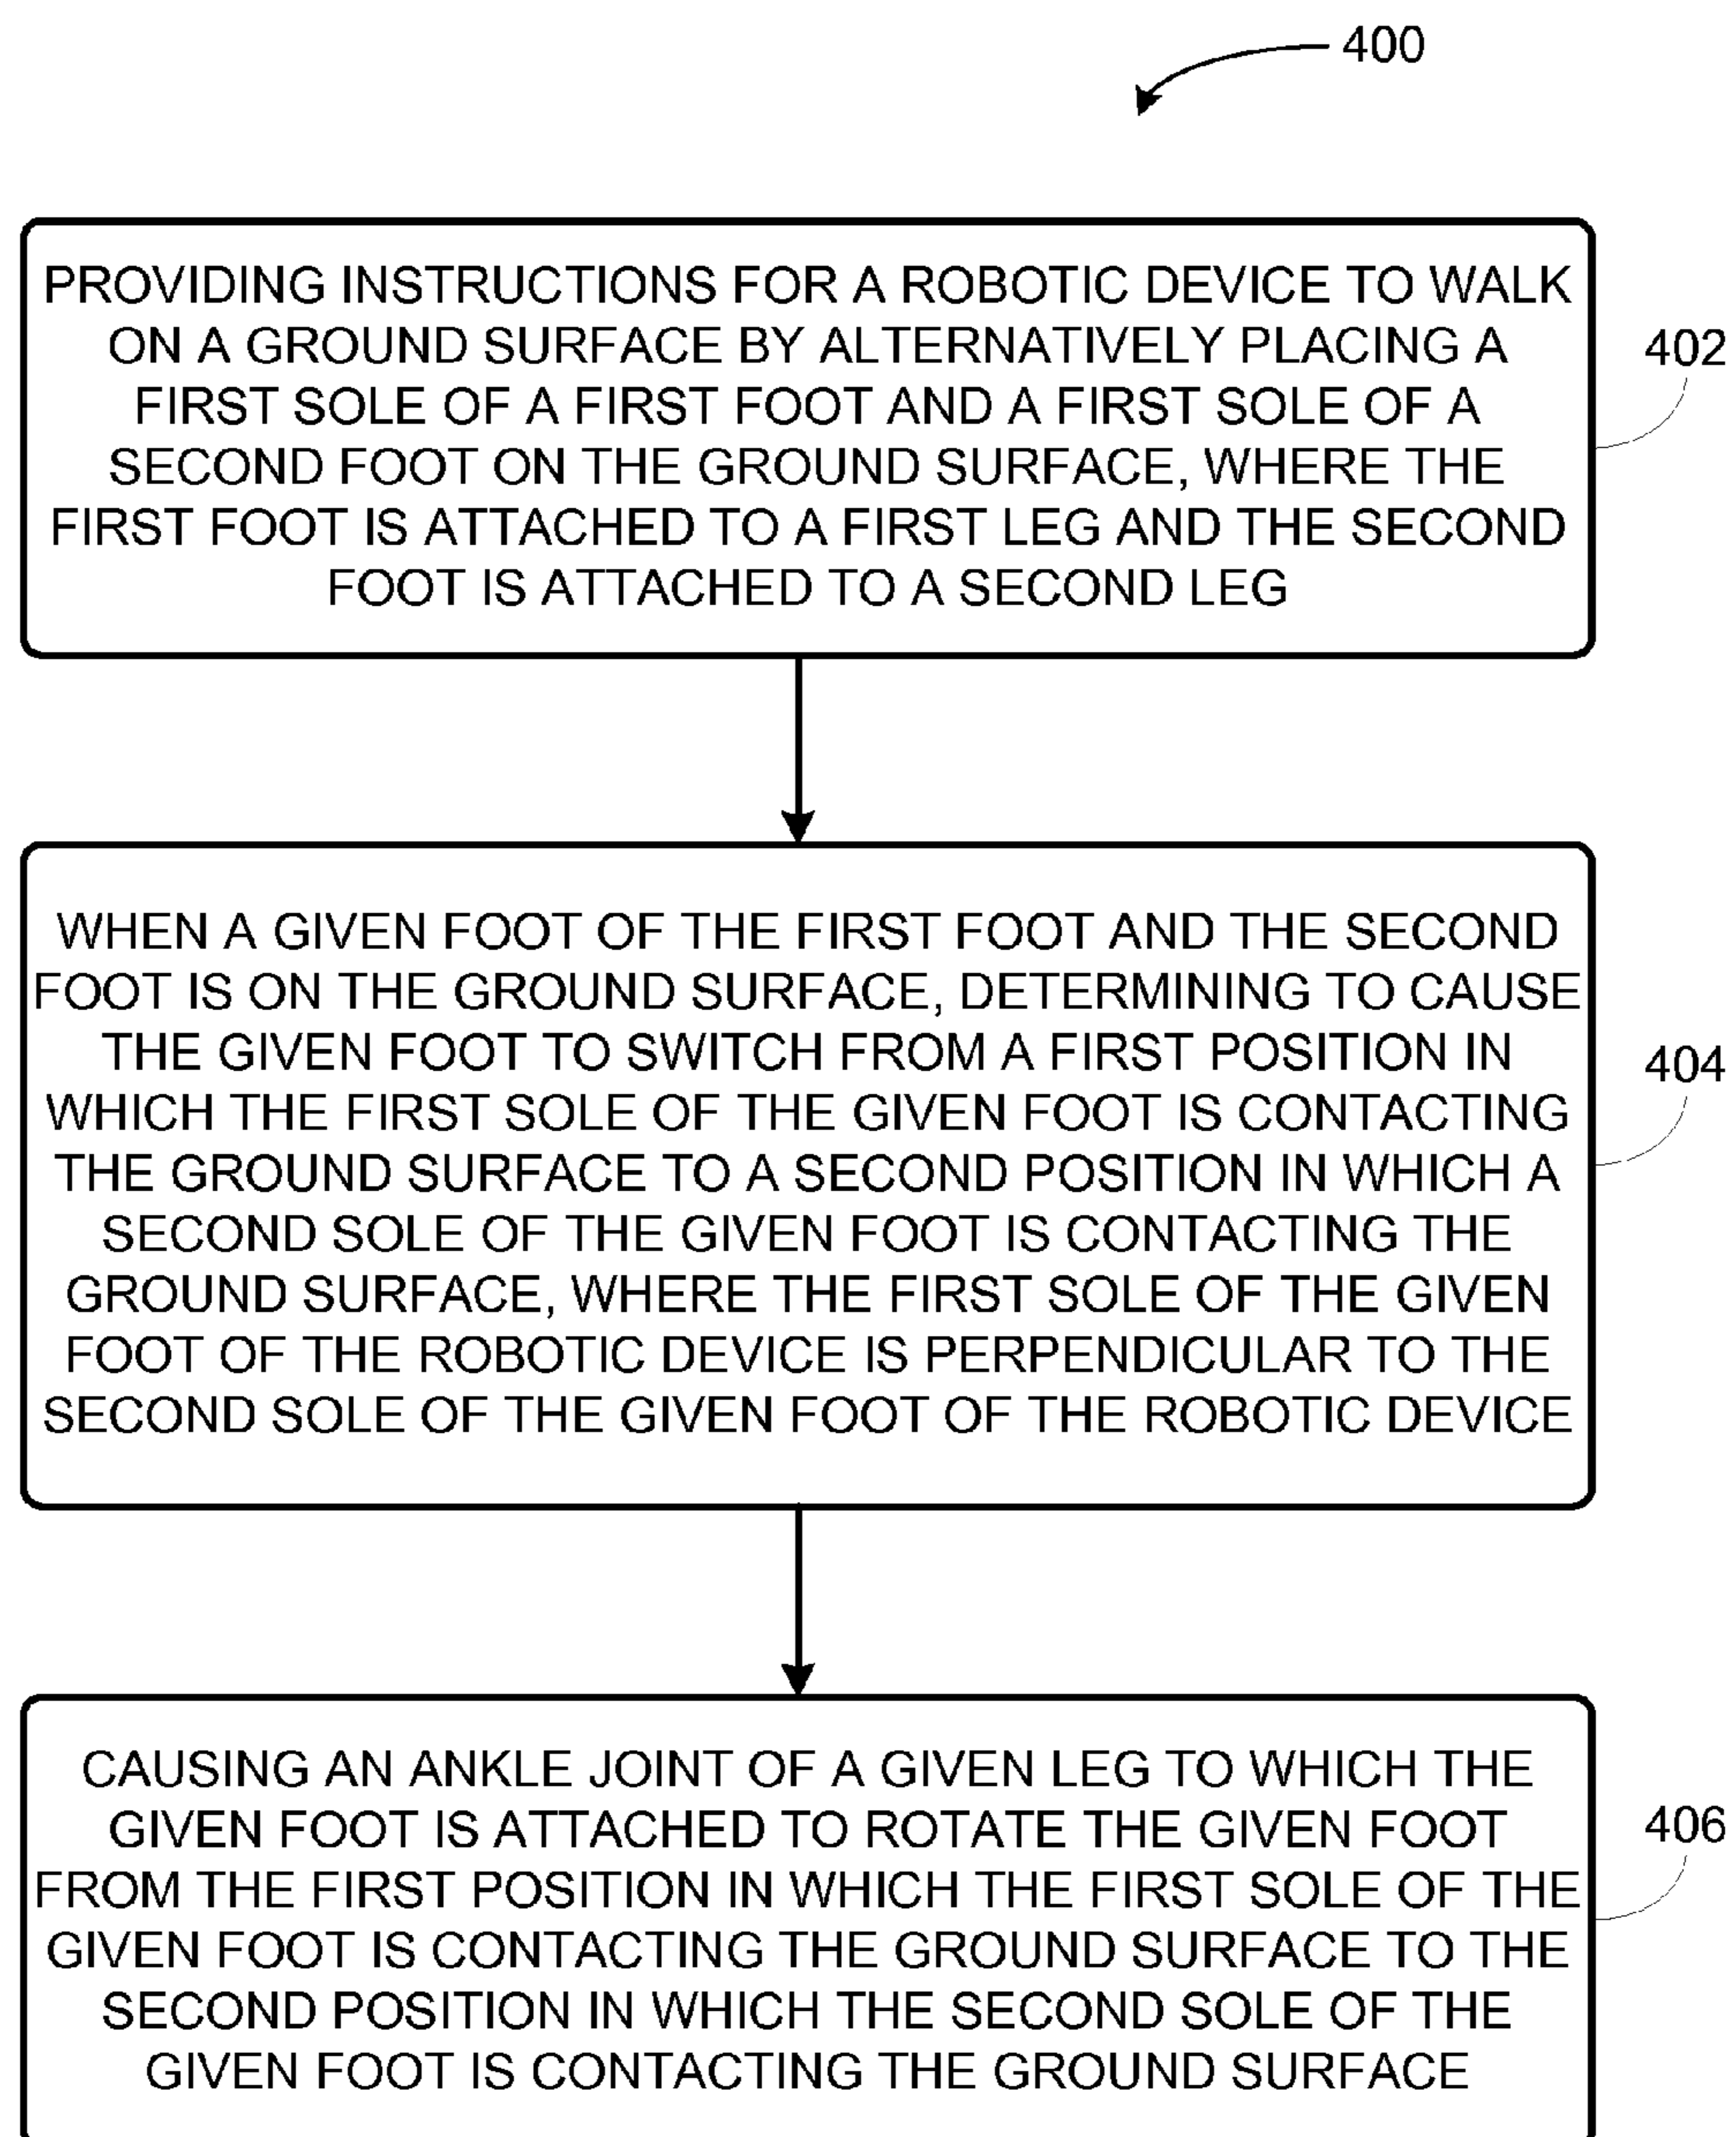 400
PROVIDING INSTRUCTIONS FOR A ROBOTIC DEVICE TO WALK
ON A GROUND SURFACE BY ALTERNATIVELY PLACING A
FIRST SOLE OF A FIRST FOOT AND A FIRST SOLE OF A
SECOND FOOT ON THE GROUND SURFACE, WHERE THE
FIRST FOOT IS ATTACHED TO A FIRST LEG AND THE SECOND
FOOT IS ATTACHED TO A SECOND LEG
402
WHEN A GIVEN FOOT OF THE FIRST FOOT AND THE SECOND
FOOT IS ON THE GROUND SURFACE, DETERMINING TO CAUSE
THE GIVEN FOOT TO SWITCH FROM A FIRST POSITION IN
WHICH THE FIRST SOLE OF THE GIVEN FOOT IS CONTACTING
THE GROUND SURFACE TO A SECOND POSITION IN WHICH A
SECOND SOLE OF THE GIVEN FOOT IS CONTACTING THE
GROUND SURFACE, WHERE THE FIRST SOLE OF THE GIVEN
FOOT OF THE ROBOTIC DEVICE IS PERPENDICULAR TO THE
SECOND SOLE OF THE GIVEN FOOT OF THE ROBOTIC DEVICE
404
CAUSING AN ANKLE JOINT OF A GIVEN LEG TO WHICH THE
GIVEN FOOT IS ATTACHED TO ROTATE THE GIVEN FOOT
FROM THE FIRST POSITION IN WHICH THE FIRST SOLE OF THE
GIVEN FOOT IS CONTACTING THE GROUND SURFACE TO THE
SECOND POSITION IN WHICH THE SECOND SOLE OF THE
GIVEN FOOT IS CONTACTING THE GROUND SURFACE
406